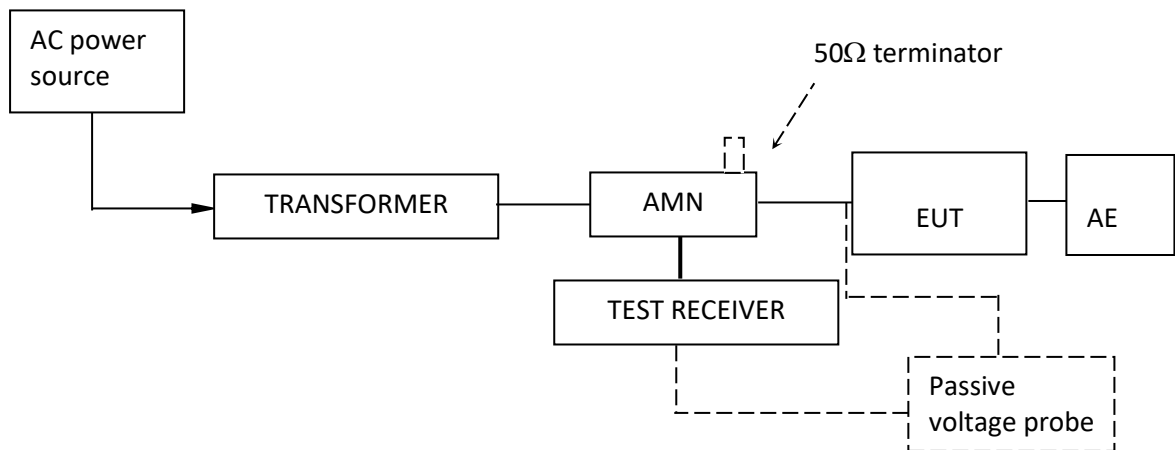 AC power
source
50Ω terminator
TRANSFORMER
AMN
EUT
AE
TEST RECEIVER
Passive
voltage probe